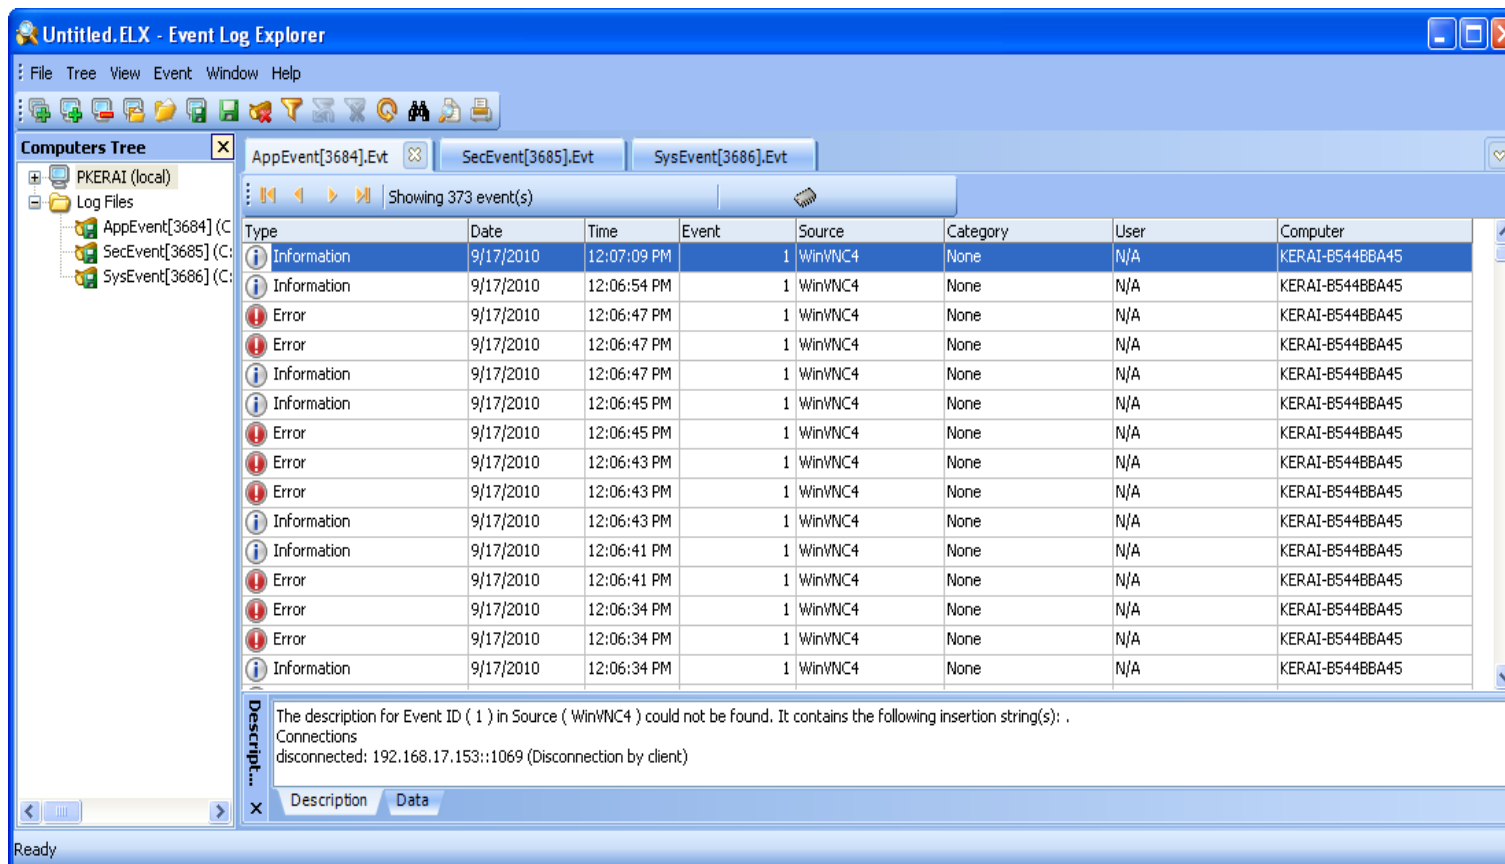 Untitled.ELX - Event Log Explorer
File Tree View Event Window Help
Computers Tree
PKERAI (local)
Log Files
AppEvent[3684] (C
SecEvent[3685] (C:
SysEvent[3686] (C:
AppEvent[3684].Evt SecEvent[3685].Evt SysEvent[3686].Evt
Showing 373 event(s)
Type Date Time Event Source Category User Computer
Information 9/17/2010 12:07:09 PM 1 WinVNC4 None N/A KERAI-B544BBA45
Information 9/17/2010 12:06:54 PM 1 WinVNC4 None N/A KERAI-B544BBA45
Error 9/17/2010 12:06:47 PM 1 WinVNC4 None N/A KERAI-B544BBA45
Error 9/17/2010 12:06:47 PM 1 WinVNC4 None N/A KERAI-B544BBA45
Information 9/17/2010 12:06:47 PM 1 WinVNC4 None N/A KERAI-B544BBA45
Information 9/17/2010 12:06:45 PM 1 WinVNC4 None N/A KERAI-B544BBA45
Error 9/17/2010 12:06:45 PM 1 WinVNC4 None N/A KERAI-B544BBA45
Error 9/17/2010 12:06:43 PM 1 WinVNC4 None N/A KERAI-B544BBA45
Error 9/17/2010 12:06:43 PM 1 WinVNC4 None N/A KERAI-B544BBA45
Information 9/17/2010 12:06:43 PM 1 WinVNC4 None N/A KERAI-B544BBA45
Information 9/17/2010 12:06:41 PM 1 WinVNC4 None N/A KERAI-B544BBA45
Error 9/17/2010 12:06:41 PM 1 WinVNC4 None N/A KERAI-B544BBA45
Error 9/17/2010 12:06:34 PM 1 WinVNC4 None N/A KERAI-B544BBA45
Error 9/17/2010 12:06:34 PM 1 WinVNC4 None N/A KERAI-B544BBA45
Information 9/17/2010 12:06:34 PM 1 WinVNC4 None N/A KERAI-B544BBA45
Descript...
The description for Event ID ( 1 ) in Source ( WinVNC4 ) could not be found. It contains the following insertion string(s): .
Connections
disconnected: 192.168.17.153::1069 (Disconnection by client)
Description Data
Ready